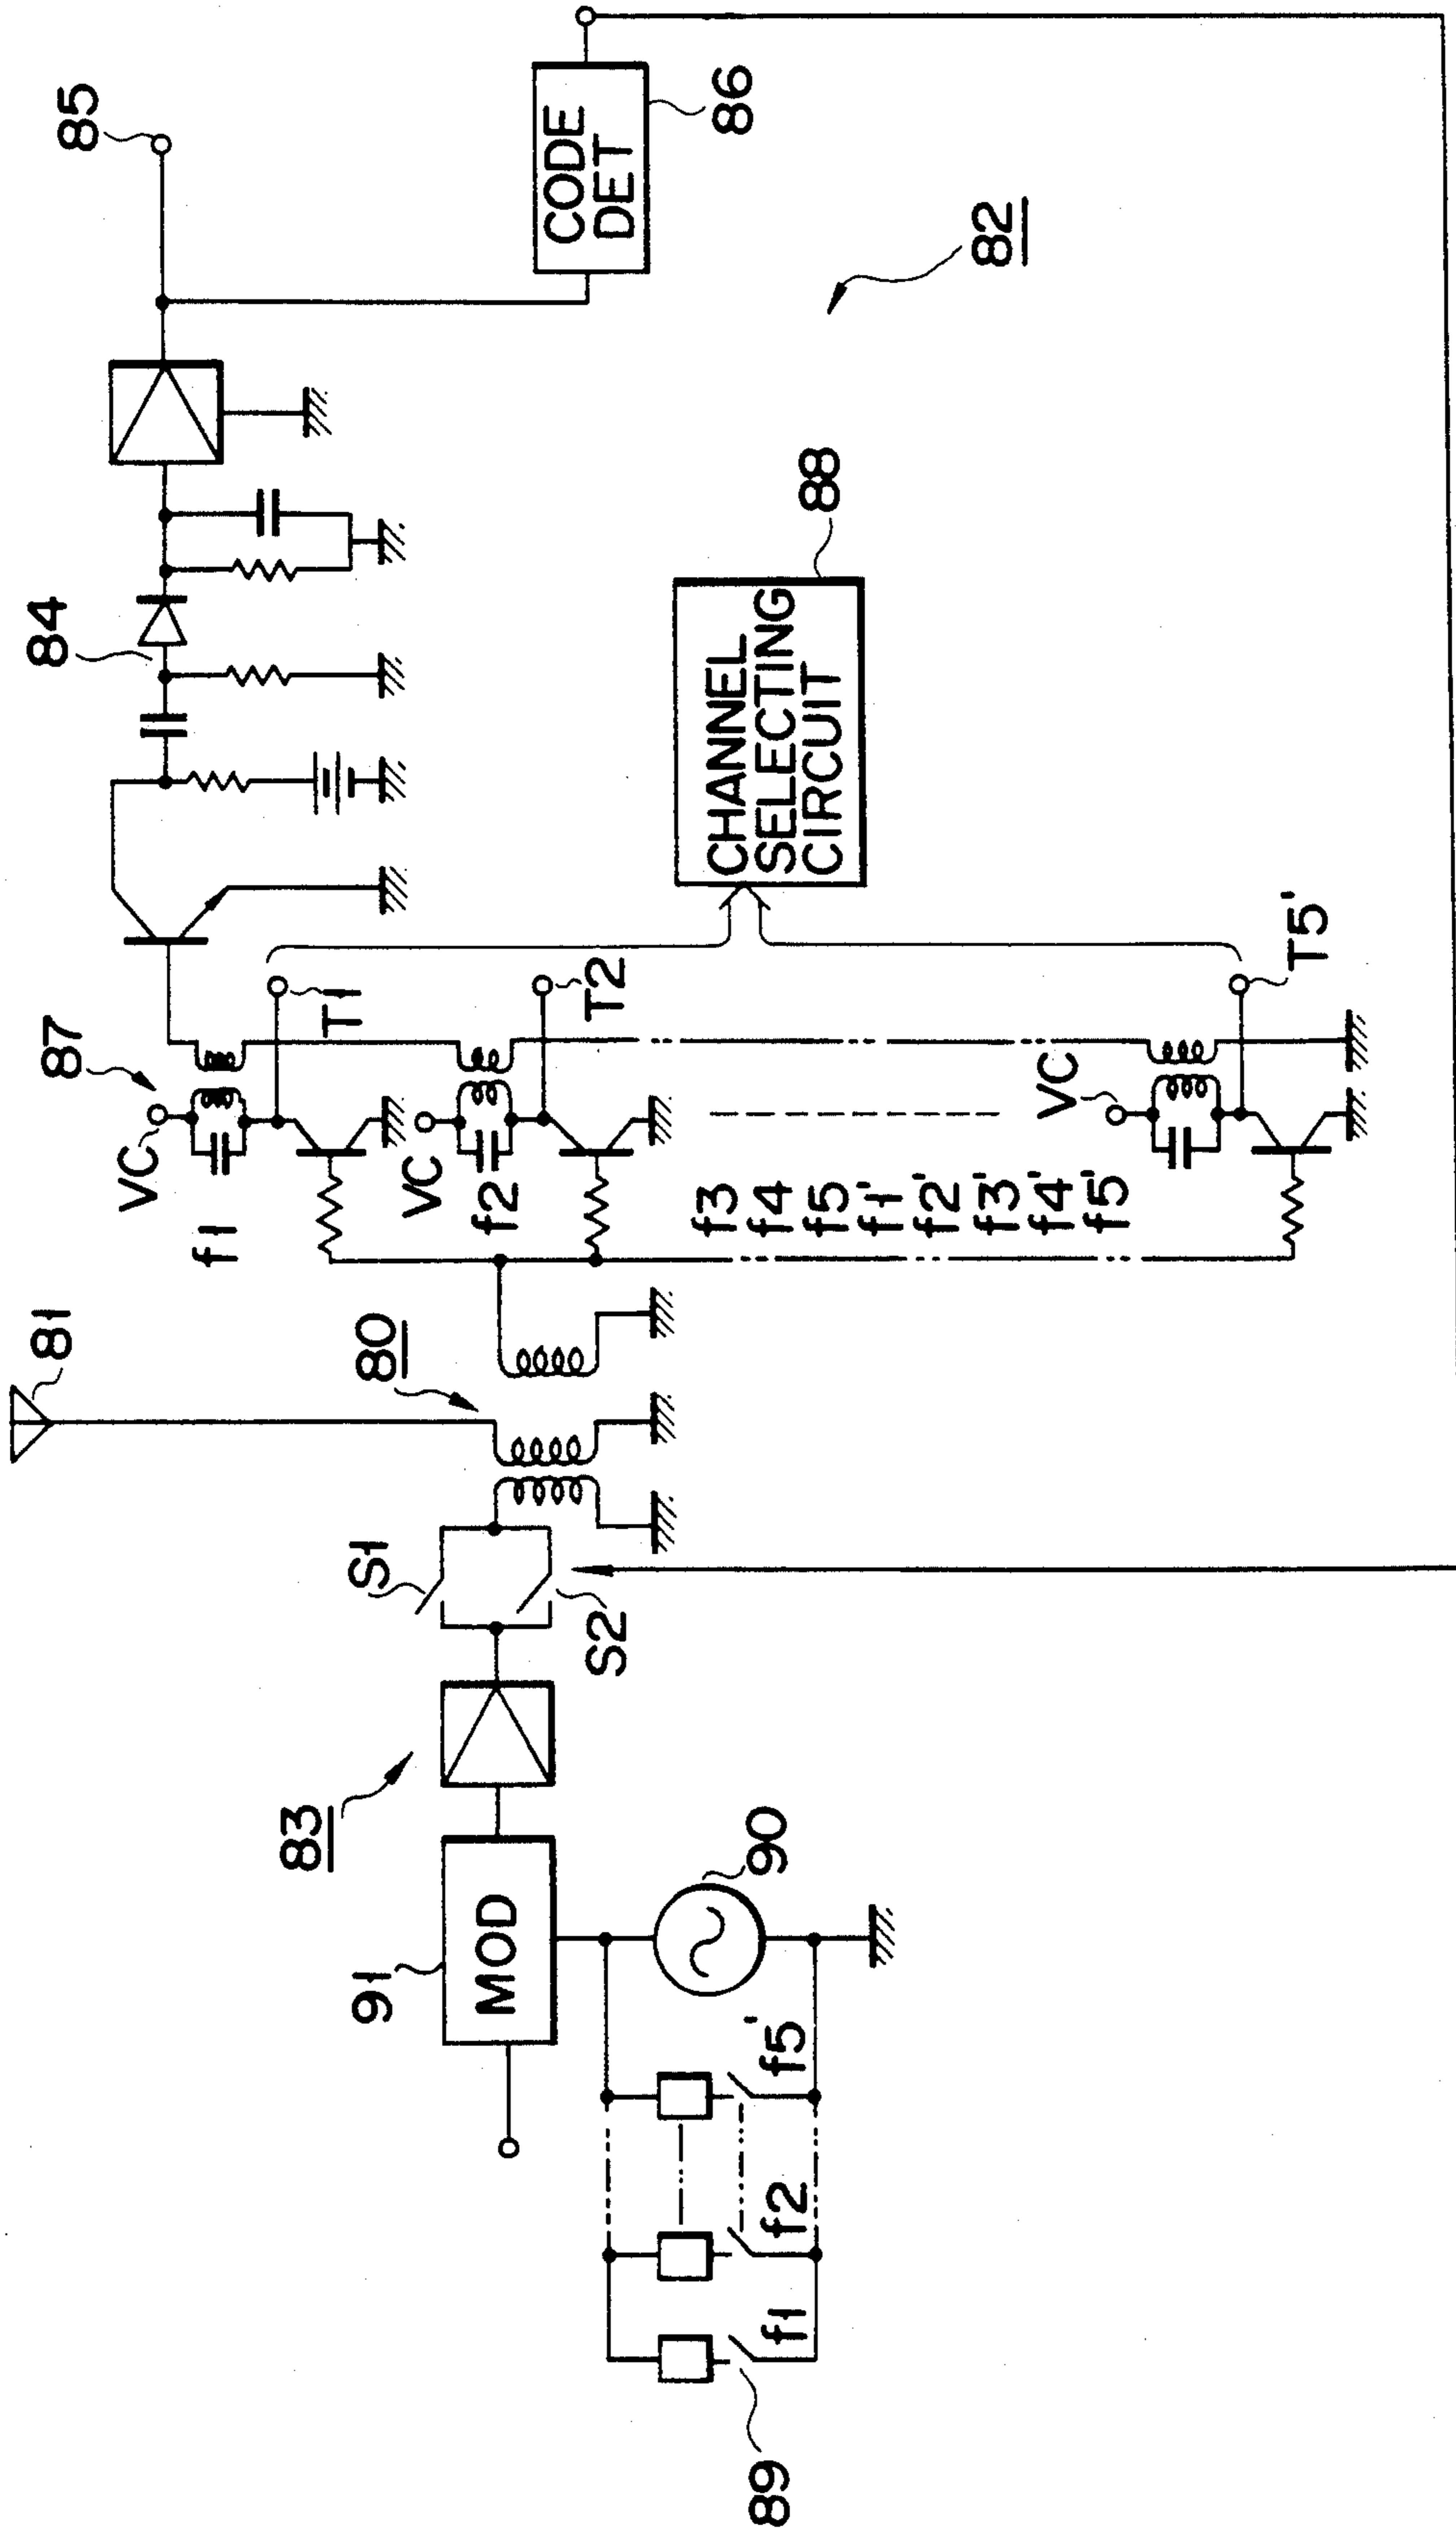 85
CODE
DET
86
82
84
88
CHANNEL
SELECTING
CIRCUIT
87
VC
T1
f1
VC
T2
f2
VC
T5'
f3
f4
f5
f1'
f2'
f3'
f4'
f5'
81
80
S1
S2
83
91
MOD
90
f5'
f2
f1
89